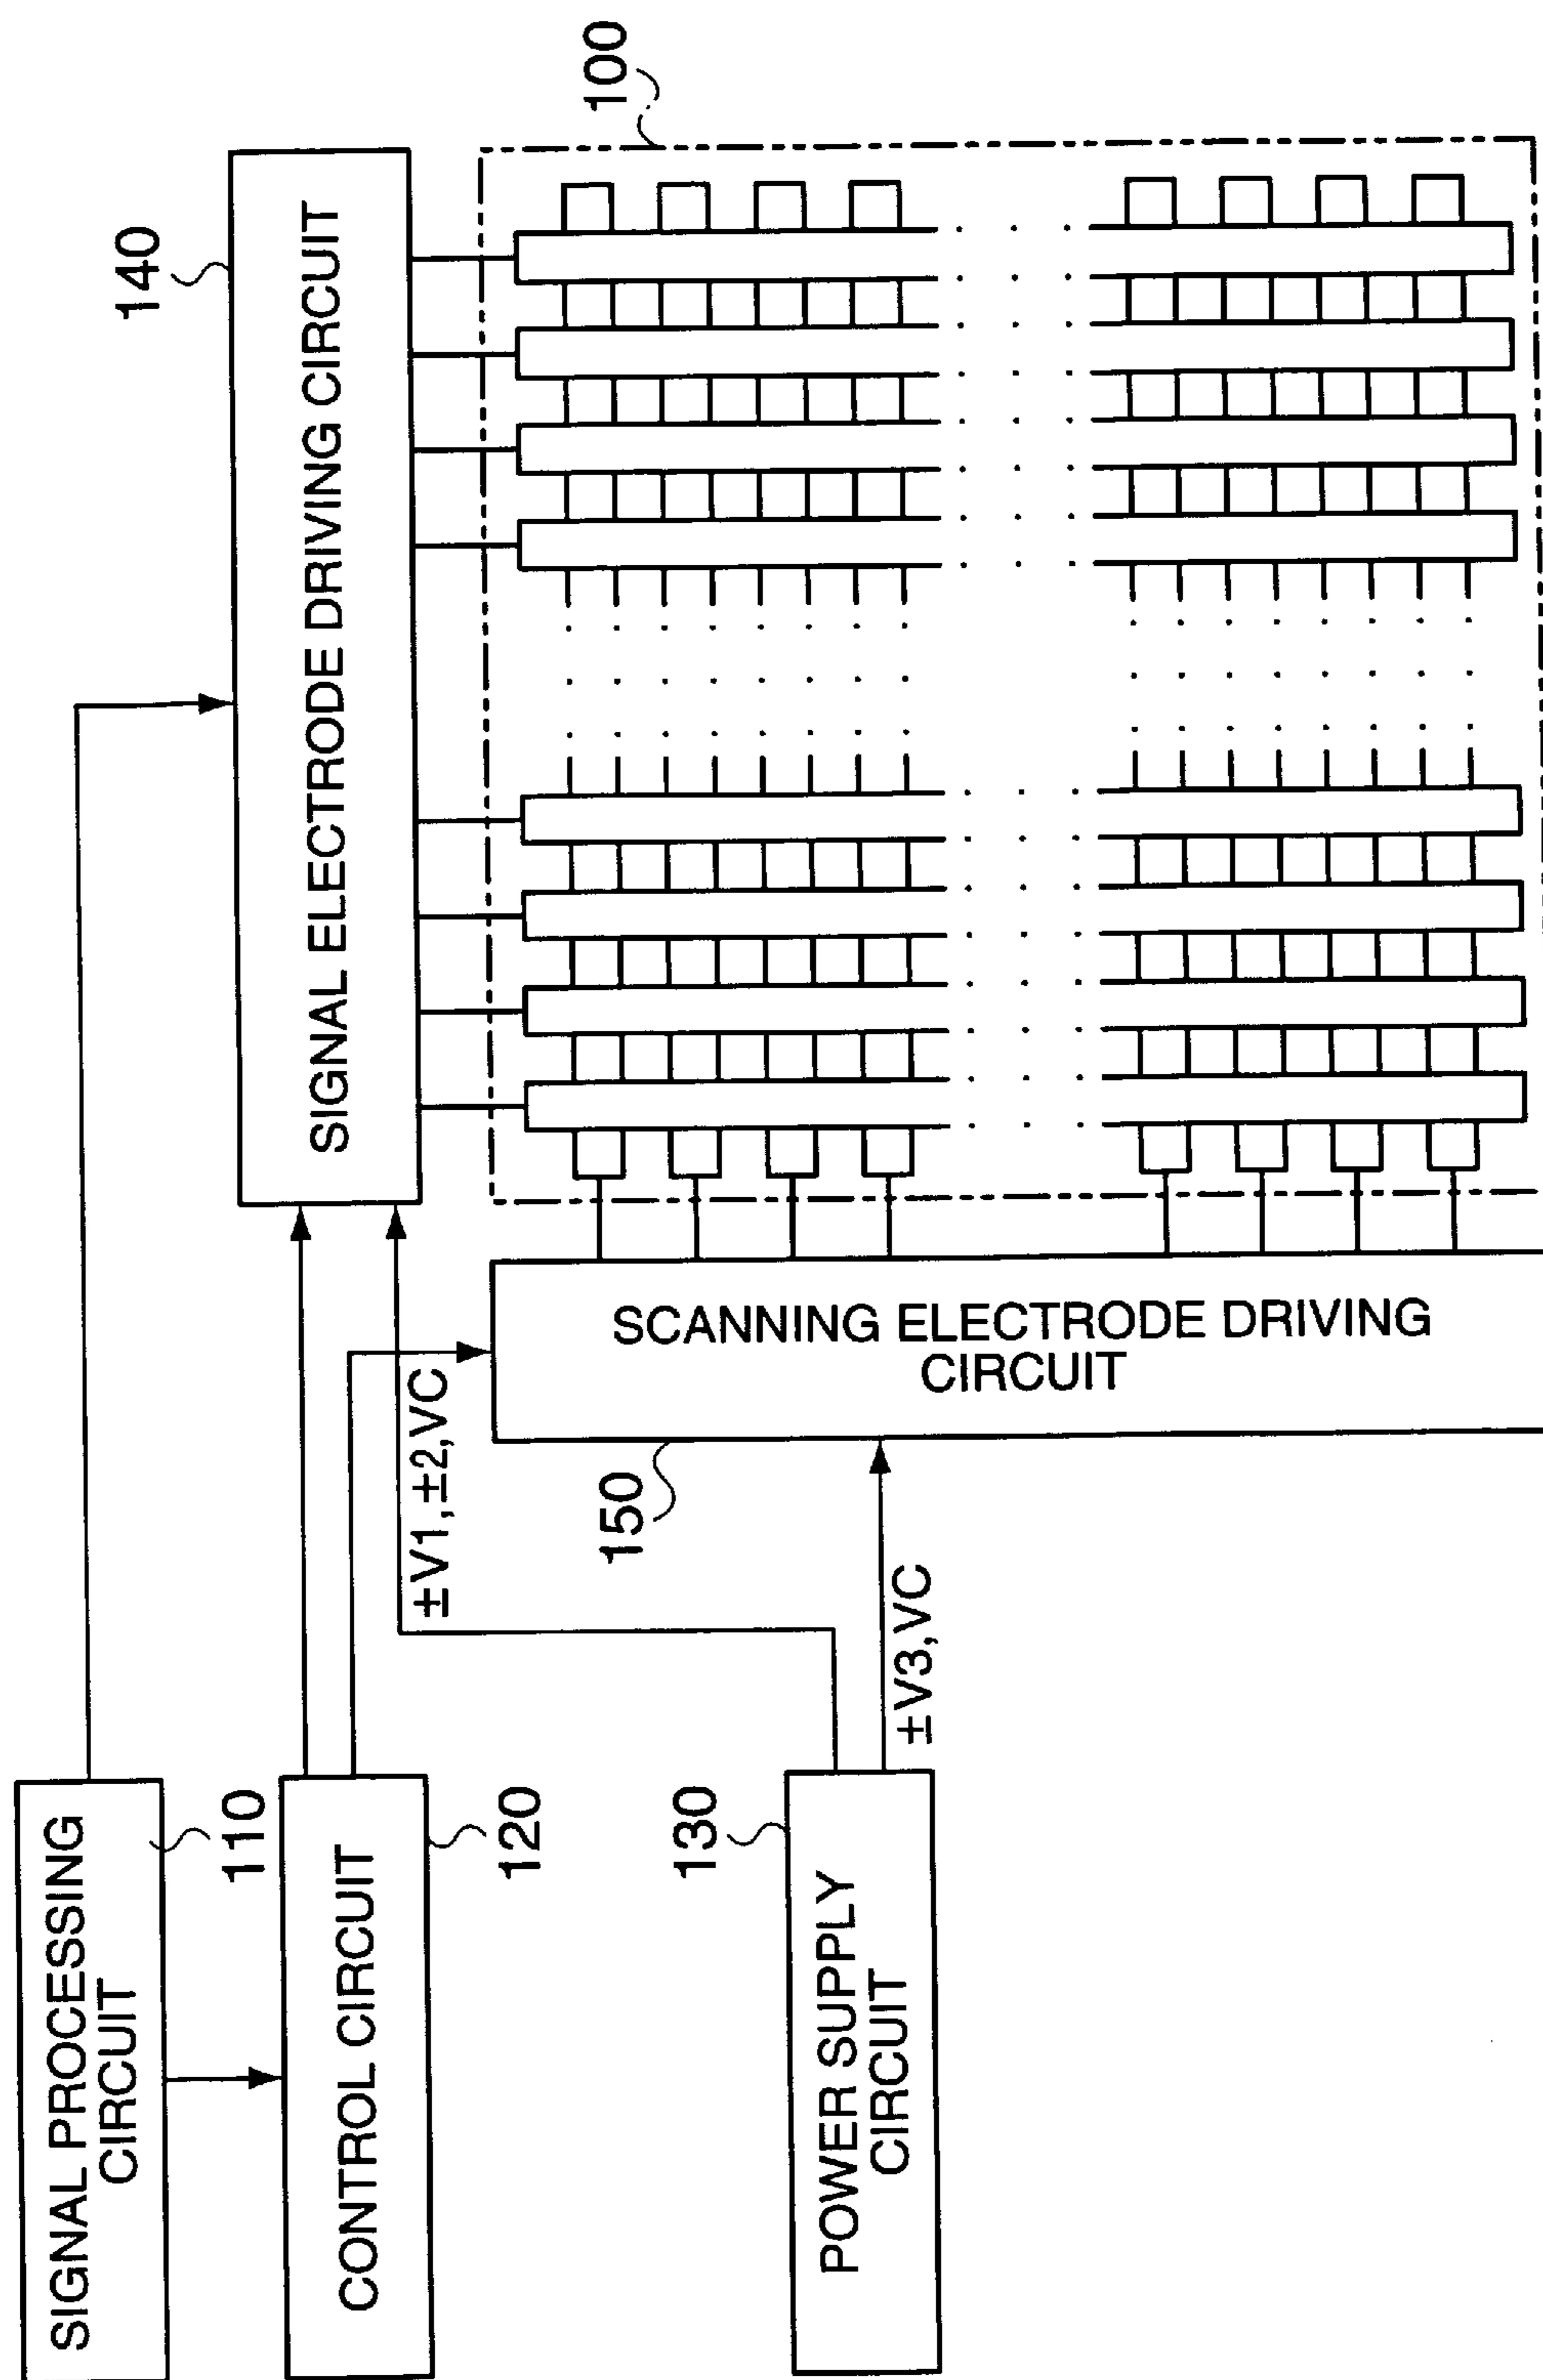 SIGNAL PROCESSING
CIRCUIT
110
CONTROL CIRCUIT
120
POWER SUPPLY
CIRCUIT
130
±V1,±2,VC
±V3,VC
140
SIGNAL ELECTRODE DRIVING CIRCUIT
150
SCANNING ELECTRODE DRIVING
CIRCUIT
100